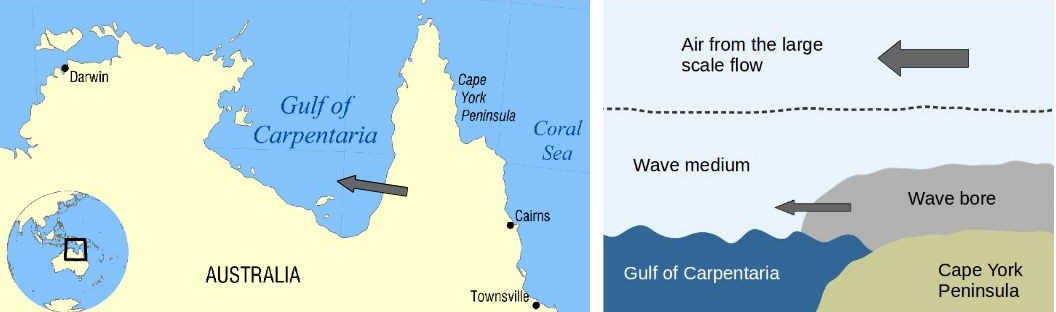 Darwin
Gulf of
Carpentaria
Cape
York
Peninsula
Coral
Sea
Cairns
AUSTRALIA
Townsville
Air from the large
scale flow
Wave medium
Wave bore
Gulf of Carpentaria
Cape York
Peninsula